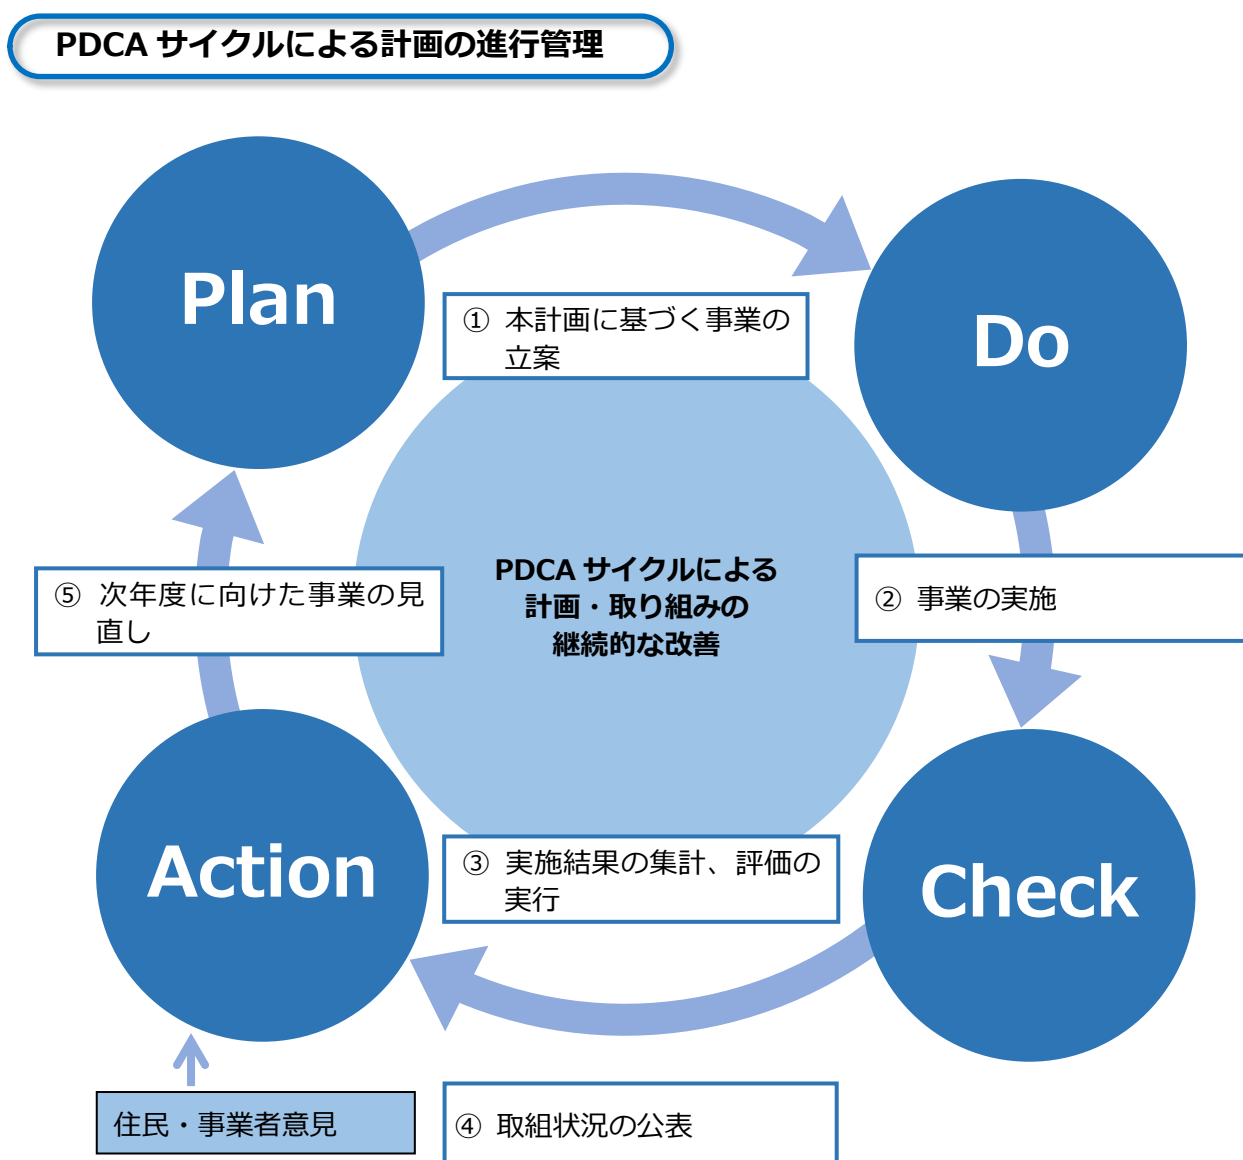 PDCA サイクルによる計画の進行管理
Plan
Do
① 本計画に基づく事業の
立案
PDCA サイクルによる
計画・取り組みの
継続的な改善
⑤ 次年度に向けた事業の見
直し
② 事業の実施
Action
③ 実施結果の集計、評価の
実行
Check
住民・事業者意見
④ 取組状況の公表